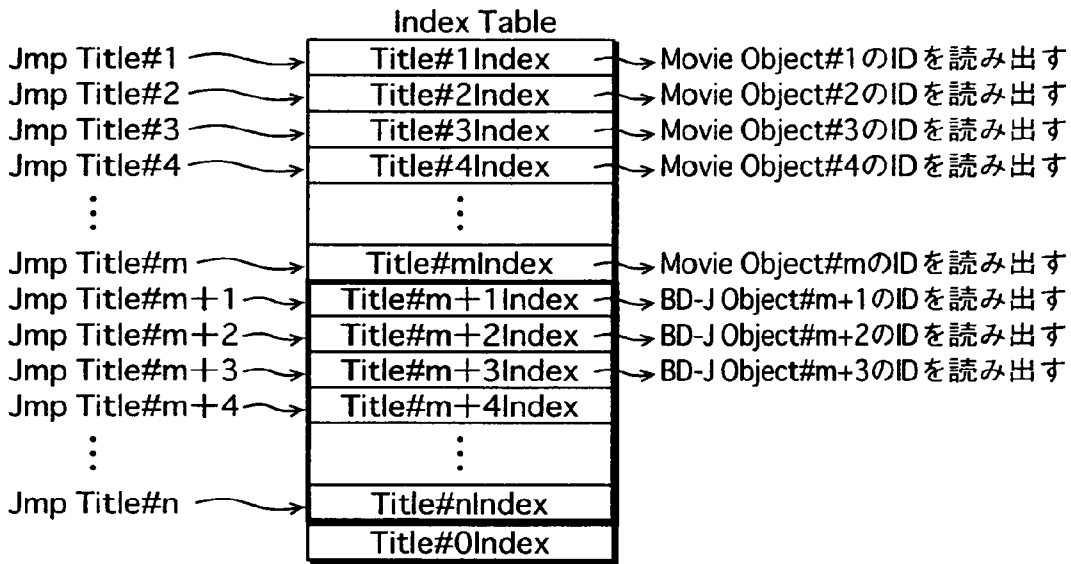 Index Table
Jmp Title#1 Title#1Index Movie Object#1のIDを読み出す
Jmp Title#2 Title#2Index Movie Object#2のIDを読み出す
Jmp Title#3 Title#3Index Movie Object#3のIDを読み出す
Jmp Title#4 Title#4Index Movie Object#4のIDを読み出す
⋮ ⋮
Jmp Title#m Title#mIndex Movie Object#mのIDを読み出す
Jmp Title#m+1 Title#m+1Index BD-J Object#m+1のIDを読み出す
Jmp Title#m+2 Title#m+2Index BD-J Object#m+2のIDを読み出す
Jmp Title#m+3 Title#m+3Index BD-J Object#m+3のIDを読み出す
Jmp Title#m+4 Title#m+4Index
⋮ ⋮
Jmp Title#n Title#nIndex
Title#0Index